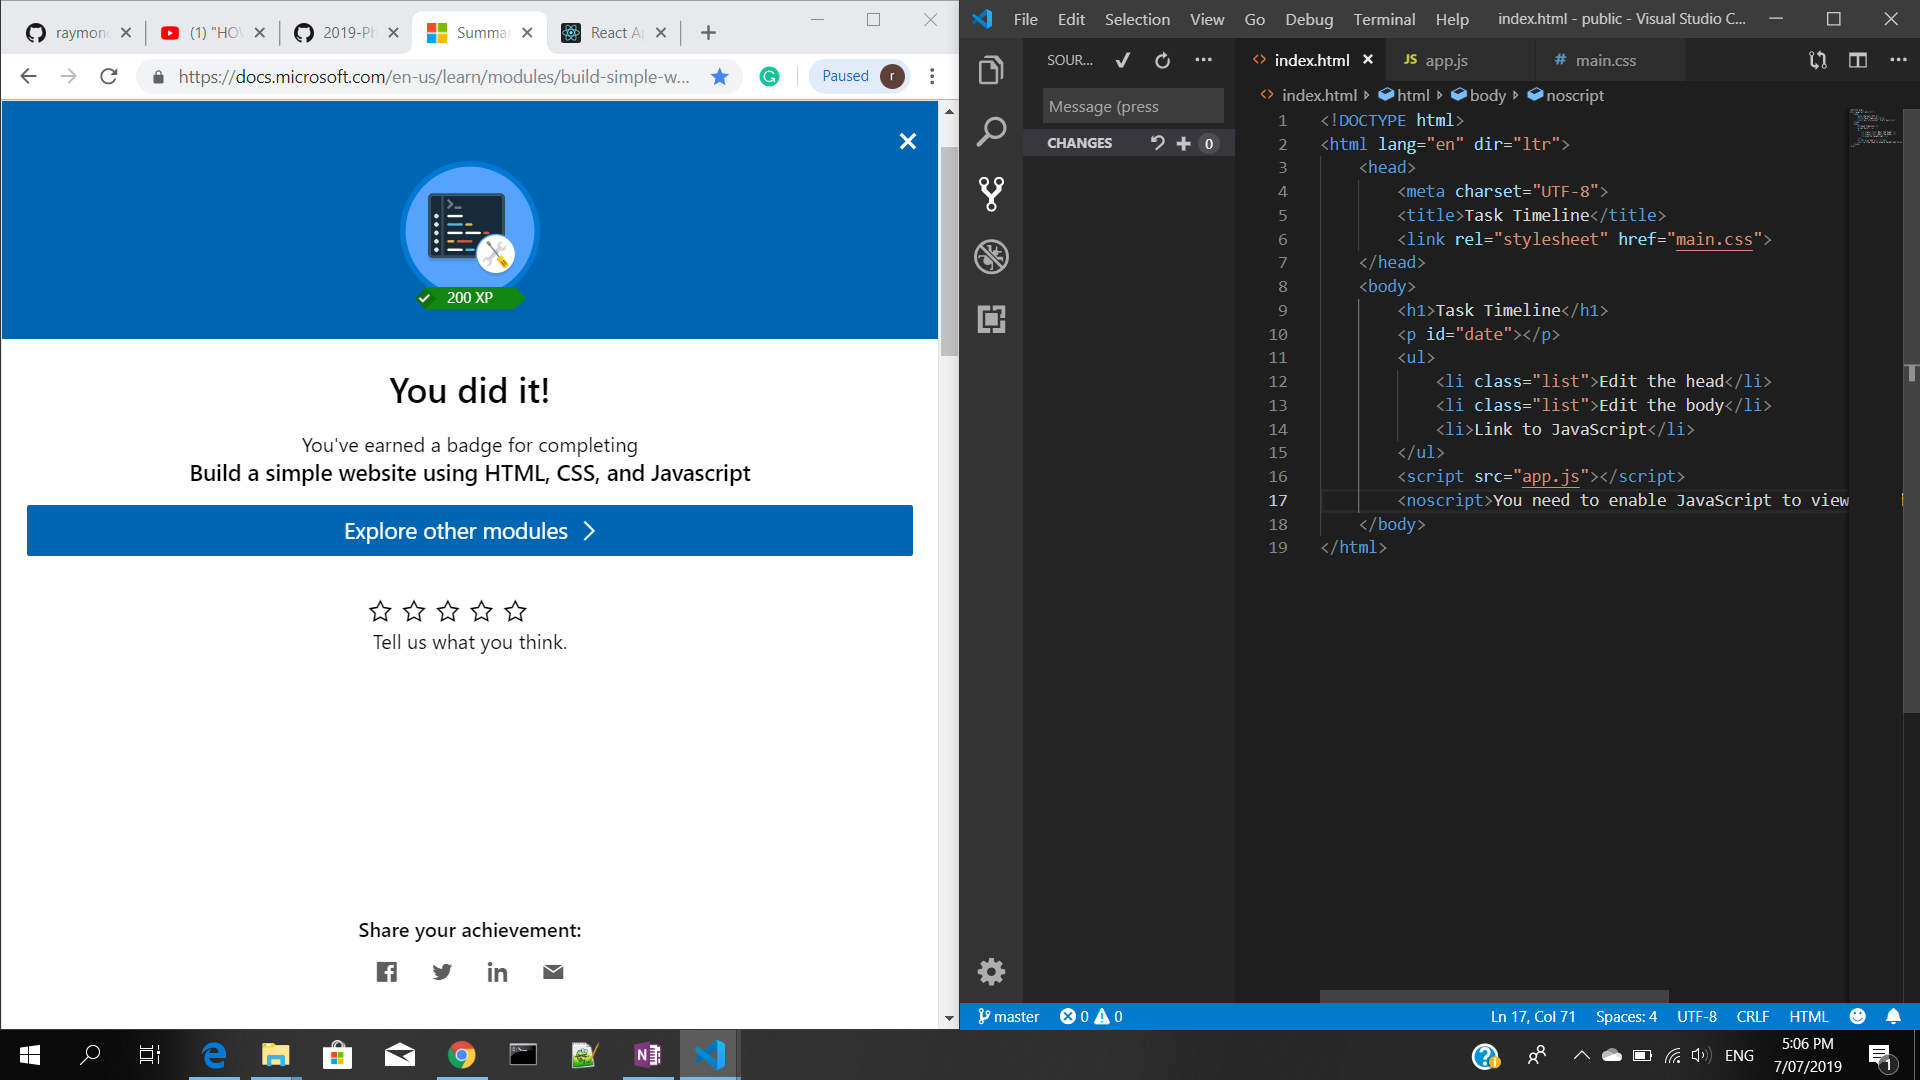 raymon
(1) "HO
2019-Ph
Summa
React A
https://docs.microsoft.com/en-us/learn/modules/build-simple-w...
Paused
r
200 XP
You did it!
You've earned a badge for completing
Build a simple website using HTML, CSS, and Javascript
Explore other modules
Tell us what you think.
Share your achievement:
File Edit Selection View Go Debug Terminal Help
index.html - public - Visual Studio C...
SOUR...
Message (press
CHANGES
0
index.html
JS app.js
# main.css
index.html html body noscript
1 <!DOCTYPE html>
2 <html lang="en" dir="ltr">
3 <head>
4 <meta charset="UTF-8">
5 <title>Task Timeline</title>
6 <link rel="stylesheet" href="main.css">
7 </head>
8 <body>
9 <h1>Task Timeline</h1>
10 <p id="date"></p>
11 <ul>
12 <li class="list">Edit the head</li>
13 <li class="list">Edit the body</li>
14 <li>Link to JavaScript</li>
15 </ul>
16 <script src="app.js"></script>
17 <noscript>You need to enable JavaScript to view
18 </body>
19 </html>
master 0 0
Ln 17, Col 71 Spaces: 4 UTF-8 CRLF HTML
ENG
5:06 PM
7/07/2019
1